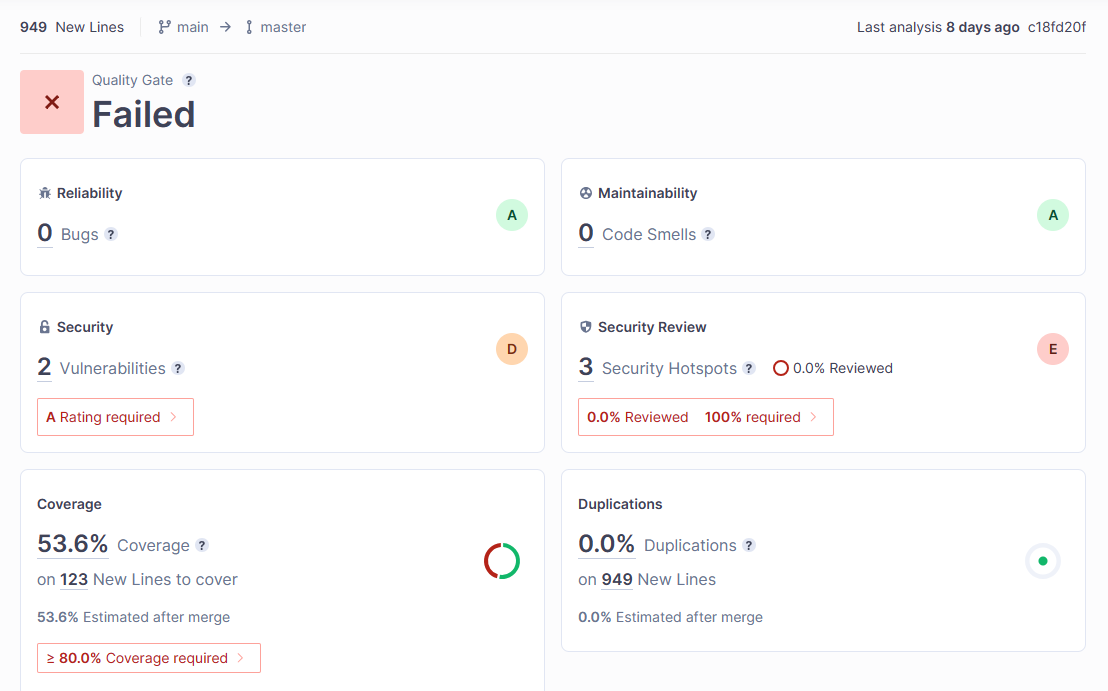 949 New Lines main → master Last analysis 8 days ago c18fd20f
Quality Gate ?
Failed
Reliability
0 Bugs ?
A
Maintainability
0 Code Smells ?
A
Security
2 Vulnerabilities ?
D
A Rating required >
Security Review
3 Security Hotspots ? 0.0% Reviewed
E
0.0% Reviewed 100% required >
Coverage
53.6% Coverage ?
on 123 New Lines to cover
53.6% Estimated after merge
≥ 80.0% Coverage required >
Duplications
0.0% Duplications ?
on 949 New Lines
0.0% Estimated after merge